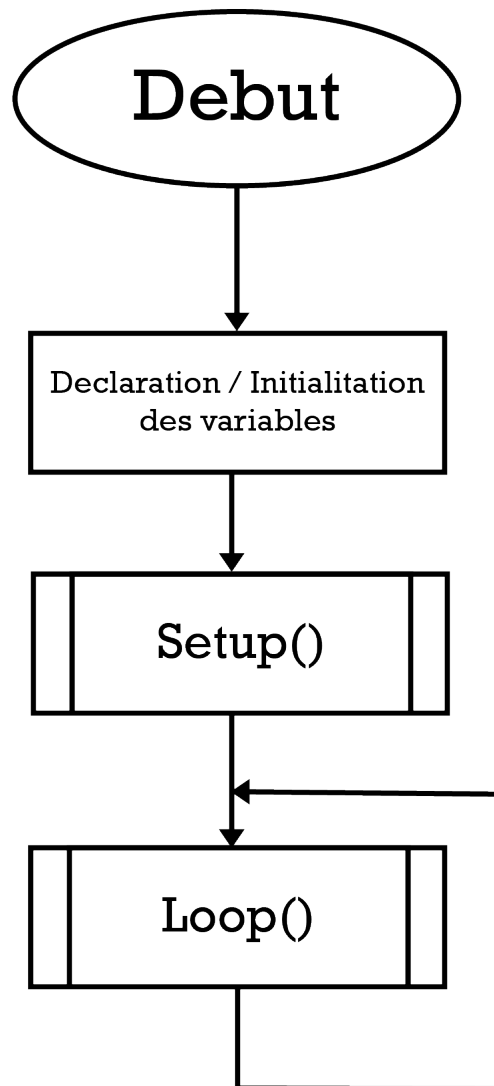 Debut
Declaration / Initialitation
des variables
Setup()
Loop()